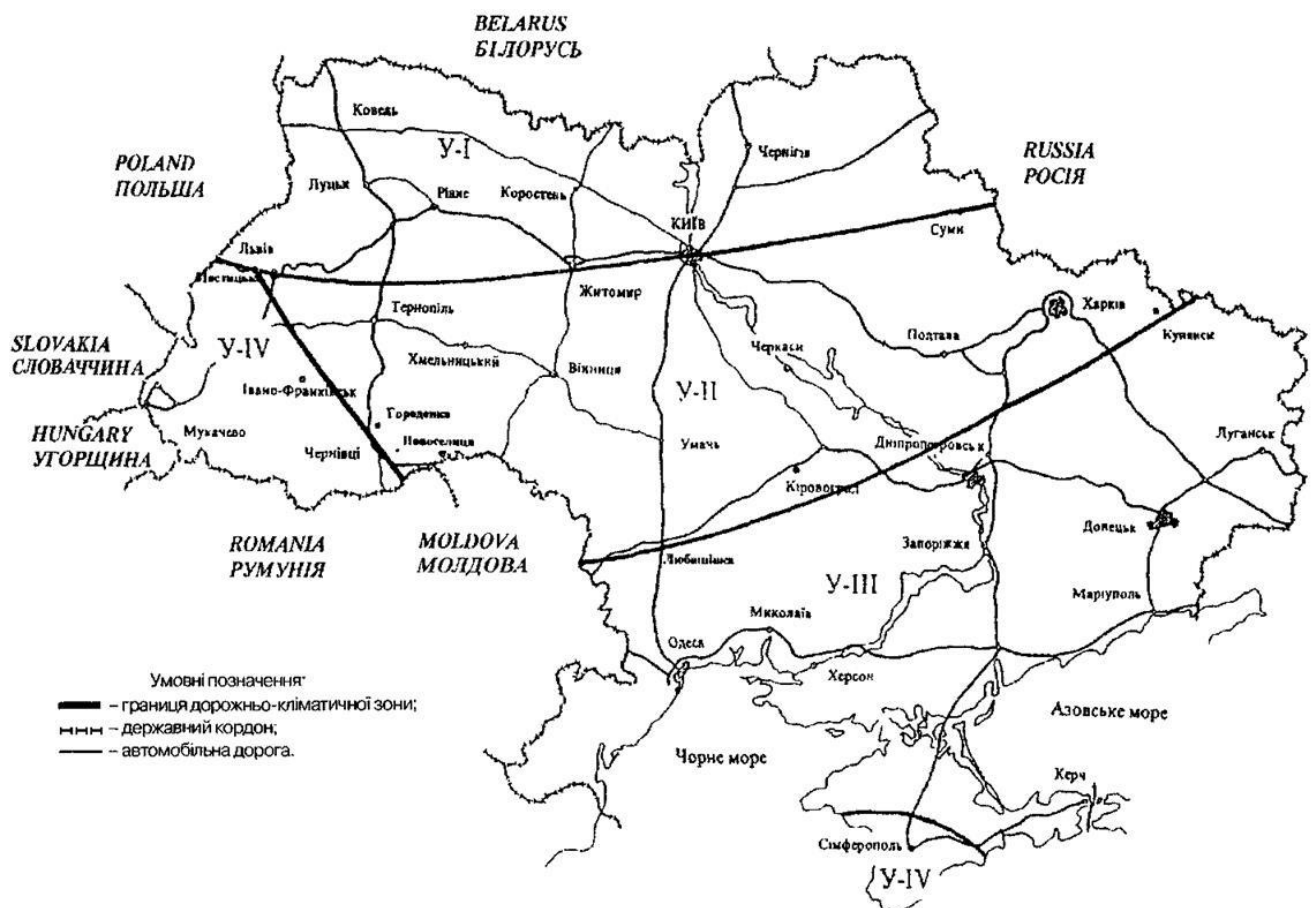 BELARUS
БІЛОРУСЬ
Ковель
У-І
Чернігів
POLAND
ПОЛЬША
RUSSIA
РОСІЯ
Луцьк
Рівне
Коростень
КИЇВ
Суми
Львів
Мостицька
Житомир
Тернопіль
Харків
Куп'янськ
Полтава
Черкаси
SLOVAKIA
СЛОВАЧЧИНА
У-IV
Хмельницький
Вінниця
Івано-Франківськ
У-ІІ
HUNGARY
УГОРЩИНА
Мукачево
Городенка
Новоселиця
Чернівці
Умань
Дніпропетровськ
Луганськ
Кіровоград
ROMANIA
РУМУНІЯ
MOLDOVA
МОЛДОВА
Любашівка
Запоріжжя
Донецьк
У-ІІІ
Маріуполь
Миколаїв
Одеса
Херсон
Умовні позначення:
– границя дорожньо-кліматичної зони;
– державний кордон;
– автомобільна дорога.
Азовське море
Чорне море
Керч
Сімферополь
У-IV